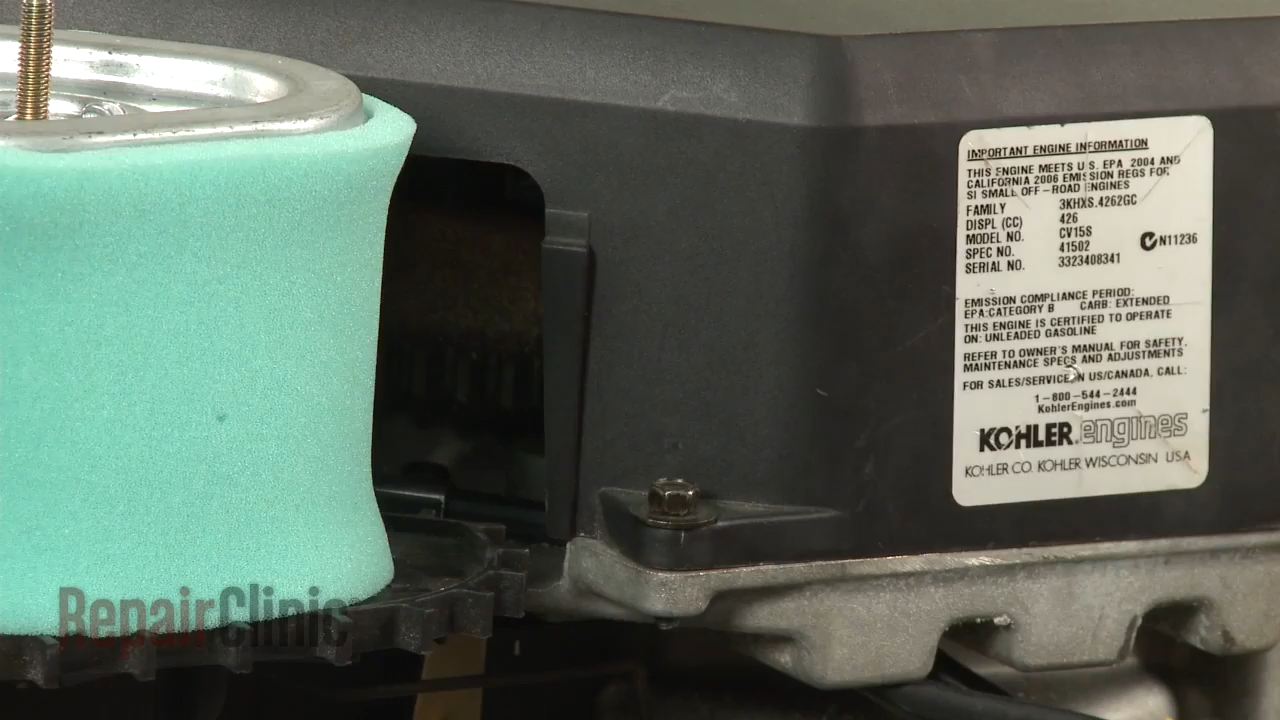 IMPORTANT ENGINE INFORMATION
THIS ENGINE MEETS U.S. EPA 2004 AND
CALIFORNIA 2006 EMISSION REGS FOR
SI SMALL OFF-ROAD ENGINES
FAMILY 3KHXS.4262GC
DISPL (CC) 426
MODEL NO. CV15S
SPEC NO. 41502 N11236
SERIAL NO. 3323408341
EMISSION COMPLIANCE PERIOD:
EPA:CATEGORY B CARB: EXTENDED
THIS ENGINE IS CERTIFIED TO OPERATE
ON: UNLEADED GASOLINE
REFER TO OWNER'S MANUAL FOR SAFETY,
MAINTENANCE SPECS AND ADJUSTMENTS
FOR SALES/SERVICE IN US/CANADA, CALL:
1-800-544-2444
KohlerEngines.com
KOHLER engines
KOHLER CO. KOHLER WISCONSIN USA
RepairClinic